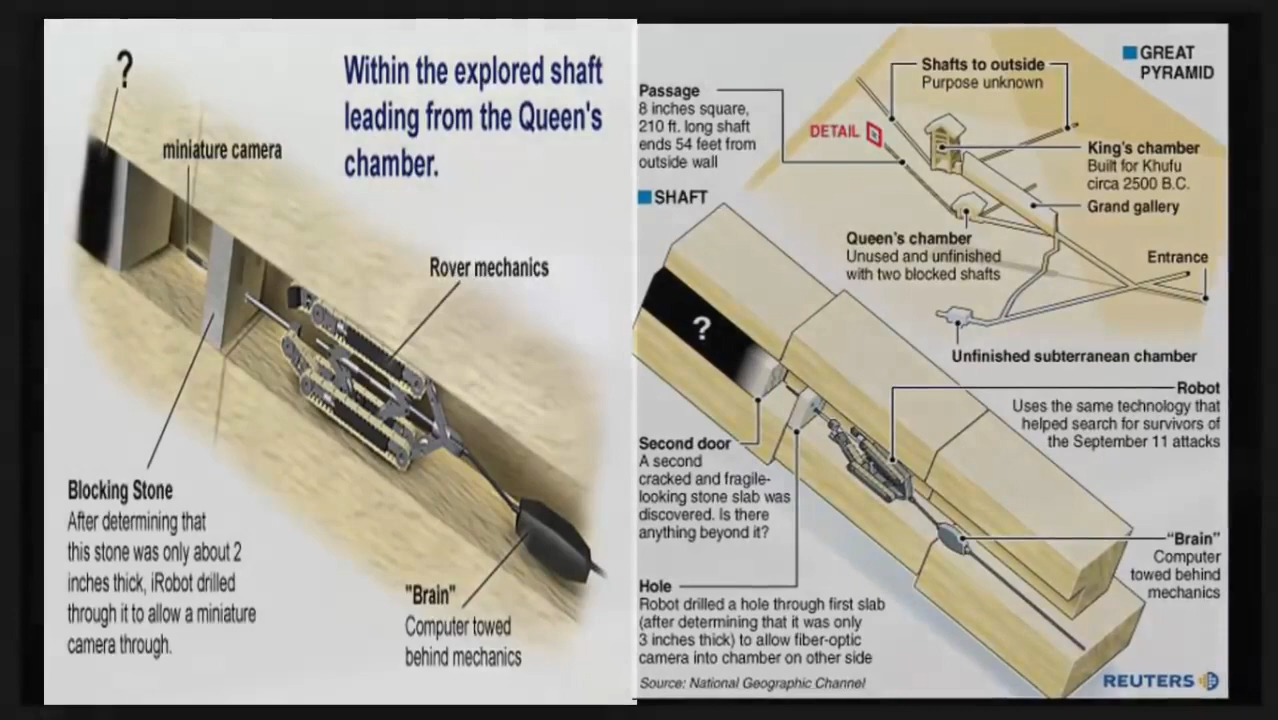 ?
Within the explored shaft
leading from the Queen's
chamber.
miniature camera
Rover mechanics
Blocking Stone
After determining that
this stone was only about 2
inches thick, iRobot drilled
through it to allow a miniature
camera through.
"Brain"
Computer towed
behind mechanics
GREAT
PYRAMID
Shafts to outside
Purpose unknown
Passage
8 inches square,
210 ft. long shaft
ends 54 feet from
outside wall
DETAIL
King's chamber
Built for Khufu
circa 2500 B.C.
Grand gallery
SHAFT
Queen's chamber
Unused and unfinished
with two blocked shafts
Entrance
Unfinished subterranean chamber
?
Robot
Uses the same technology that
helped search for survivors of
the September 11 attacks
Second door
A second
cracked and fragile-
looking stone slab was
discovered. Is there
anything beyond it?
"Brain"
Computer
towed behind
mechanics
Hole
Robot drilled a hole through first slab
(after determining that it was only
3 inches thick) to allow fiber-optic
camera into chamber on other side
Source: National Geographic Channel
REUTERS